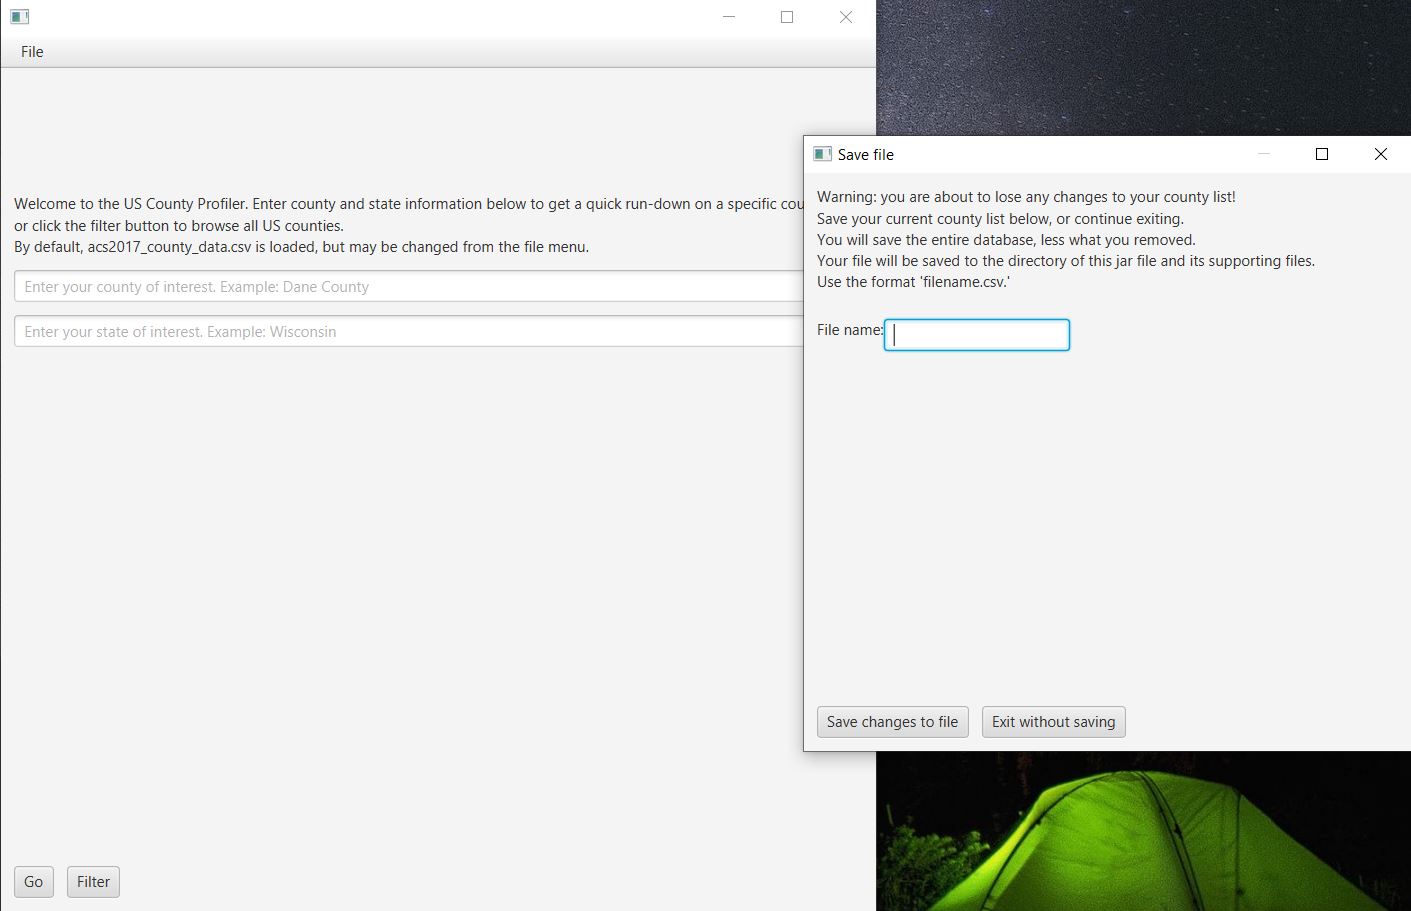 File
Welcome to the US County Profiler. Enter county and state information below to get a quick run-down on a specific cou
or click the filter button to browse all US counties.
By default, acs2017_county_data.csv is loaded, but may be changed from the file menu.
Enter your county of interest. Example: Dane County
Enter your state of interest. Example: Wisconsin
Go
Filter
Save file
Warning: you are about to lose any changes to your county list!
Save your current county list below, or continue exiting.
You will save the entire database, less what you removed.
Your file will be saved to the directory of this jar file and its supporting files.
Use the format 'filename.csv.'
File name:
Save changes to file
Exit without saving